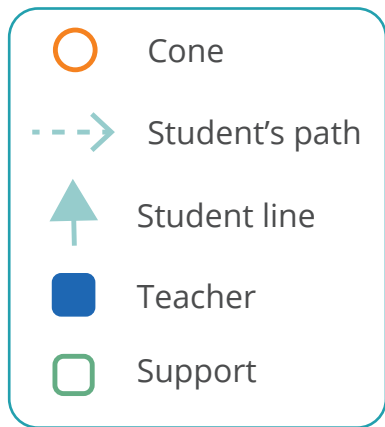 Cone
Student’s path
Student line
Teacher
Support